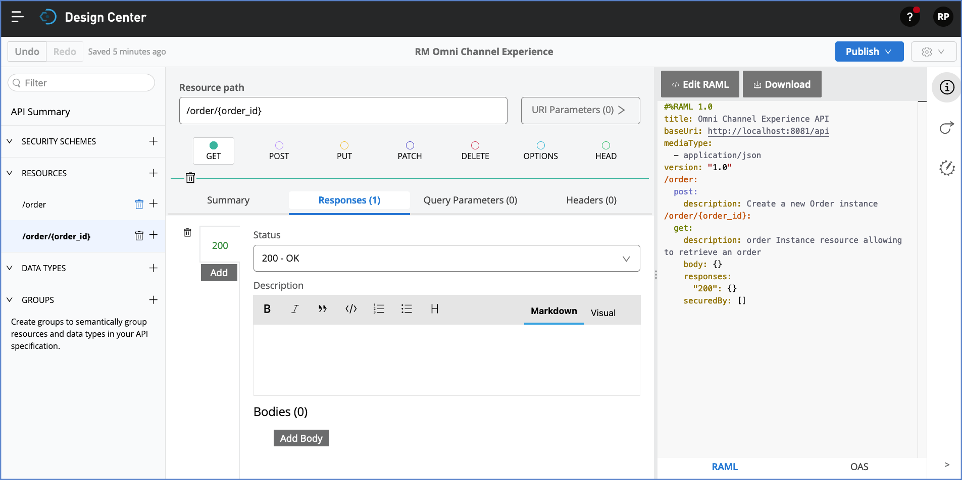 Design Center
?
RP
Undo
Redo
Saved 5 minutes ago
RM Omni Channel Experience
Publish
Filter
API Summary
SECURITY SCHEMES
RESOURCES
/order
/order/{order_id}
DATA TYPES
GROUPS
Create groups to semantically group
resources and data types in your API
specification.
Resource path
/order/{order_id}
URI Parameters (0) >
GET
POST
PUT
PATCH
DELETE
OPTIONS
HEAD
Summary
Responses (1)
Query Parameters (0)
Headers (0)
200
Add
Status
200 - OK
Description
B
I
H
Markdown
Visual
Bodies (0)
Add Body
Edit RAML
Download
#%RAML 1.0
title: Omni Channel Experience API
baseUri: http://localhost:8081/api
mediaType:
- application/json
version: "1.0"
/order:
post:
description: Create a new Order instance
/order/{order_id}:
get:
description: order Instance resource allowing
to retrieve an order
body: {}
responses:
"200": {}
securedBy: []
RAML
OAS